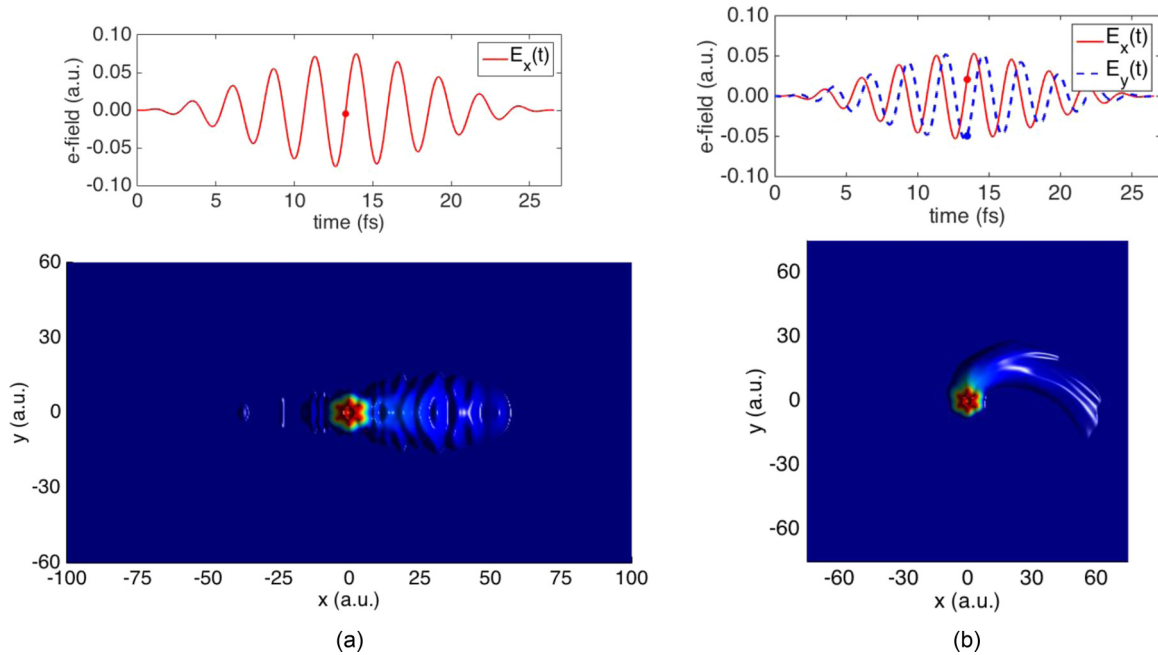 0.10
0.05
0.00
-0.05
-0.10
e-field (a.u.)
E_x(t)
0 5 10 15 20 25
time (fs)
60
30
0
-30
-60
y (a.u.)
-100 -75 -50 -25 0 25 50 75 100
x (a.u.)
(a)
0.10
0.05
0.00
-0.05
-0.10
e-field (a.u.)
E_x(t)
E_y(t)
0 5 10 15 20 25
time (fs)
60
30
0
-30
-60
y (a.u.)
-60 -30 0 30 60
x (a.u.)
(b)